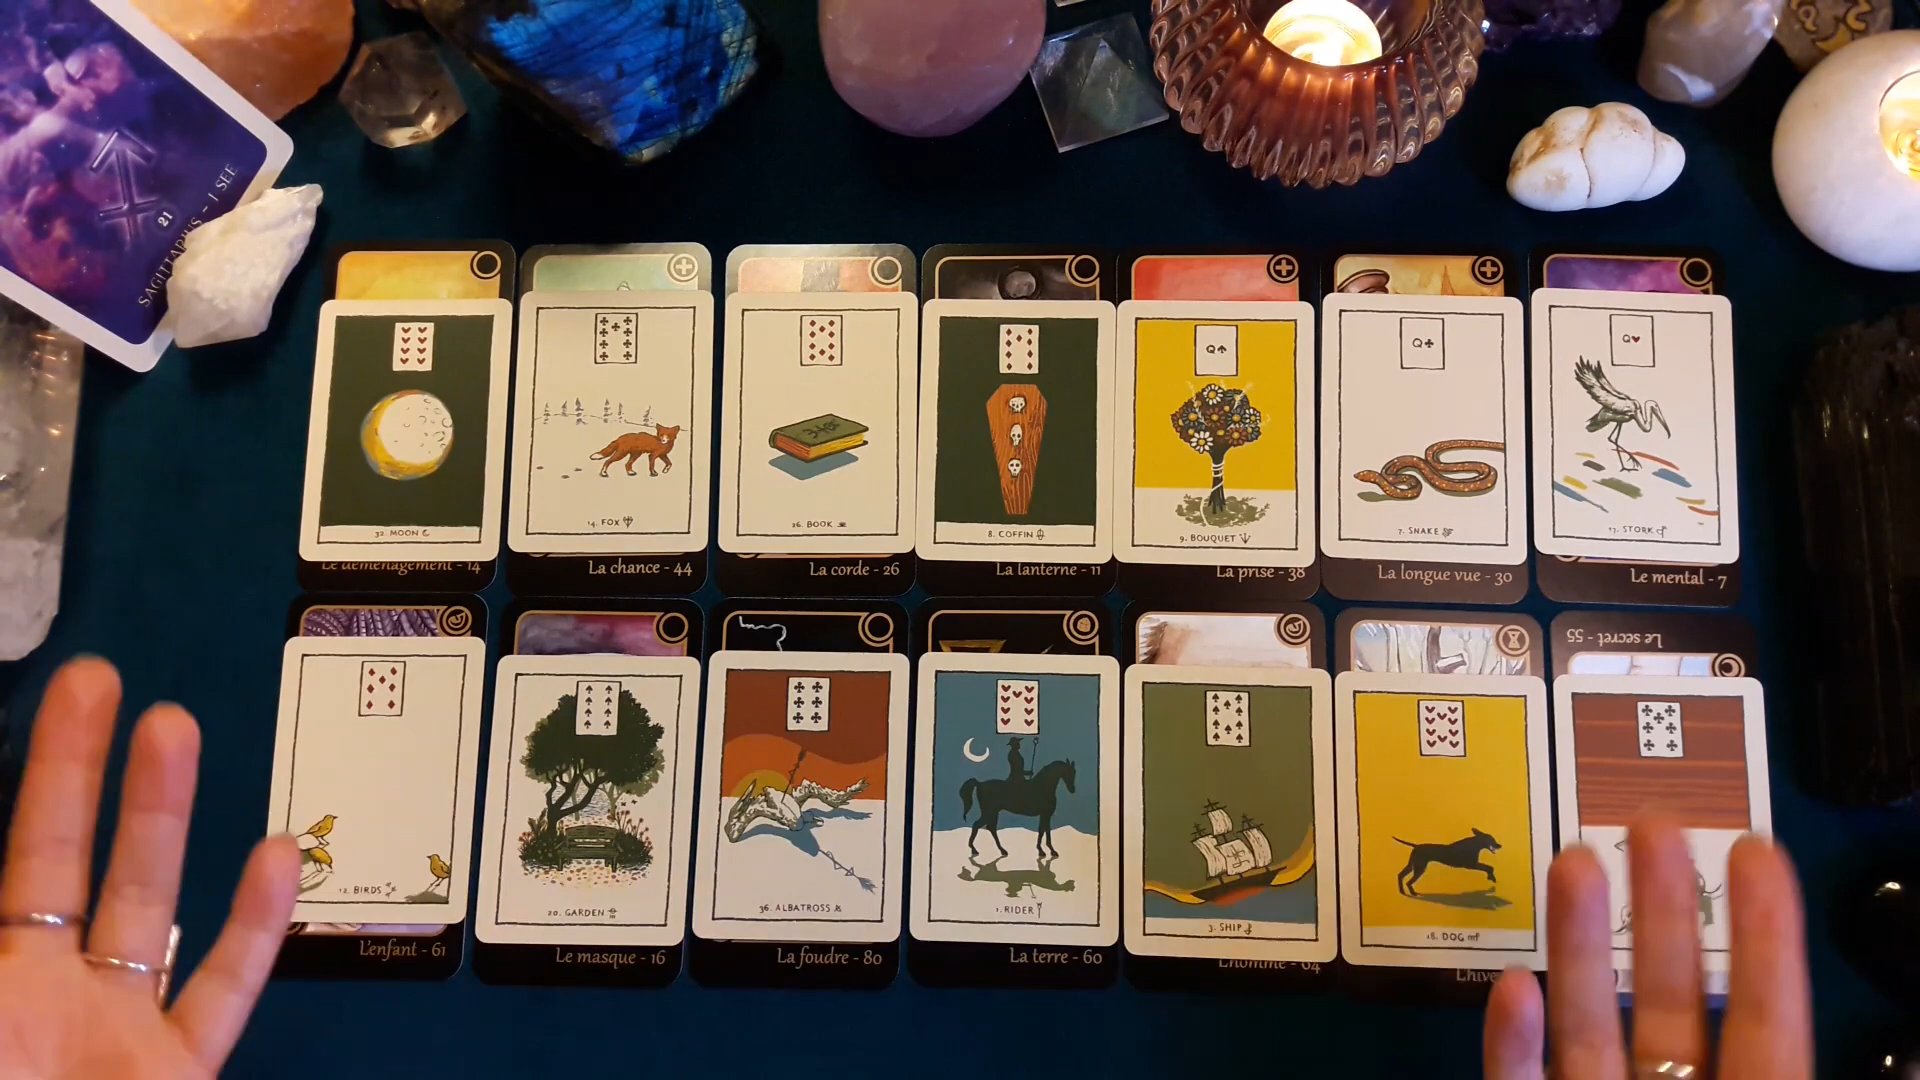 21
SAGITTARIUS ~ I SEE
32. MOON
14. FOX
26. BOOK
8. COFFIN
Q
9. BOUQUET
Q
7. SNAKE
Q
17. STORK
Le déménagement - 14
La chance - 44
La corde - 26
La lanterne - 11
La prise - 38
La longue vue - 30
Le mental - 7
Le secret - 55
12. BIRDS
20. GARDEN
36. ALBATROSS
1. RIDER
3. SHIP
18. DOG
L'enfant - 61
Le masque - 16
La foudre - 80
La terre - 60
L'homme - 64